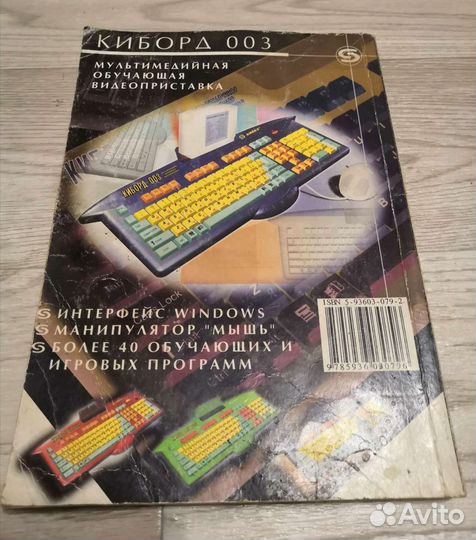 КИБОРД 003
МУЛЬТИМЕДИЙНАЯ
ОБУЧАЮЩАЯ
ВИДЕОПРИСТАВКА
КИБОРД 003
ИНТЕРФЕЙС WINDOWS
МАНИПУЛЯТОР "МЫШЬ"
БОЛЕЕ 40 ОБУЧАЮЩИХ И
ИГРОВЫХ ПРОГРАММ
ISBN 5-93603-079-2
Avito